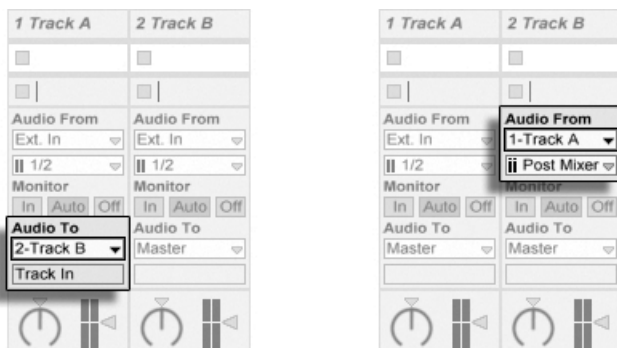 1 Track A 2 Track B
Audio From Audio From
Ext. In Ext. In
1/2 1/2
Monitor Monitor
In Auto Off In Auto Off
Audio To Audio To
2-Track B Master
Track In
1 Track A 2 Track B
Audio From Audio From
Ext. In 1-Track A
1/2 Post Mixer
Monitor Monitor
In Auto Off In Auto Off
Audio To Audio To
Master Master